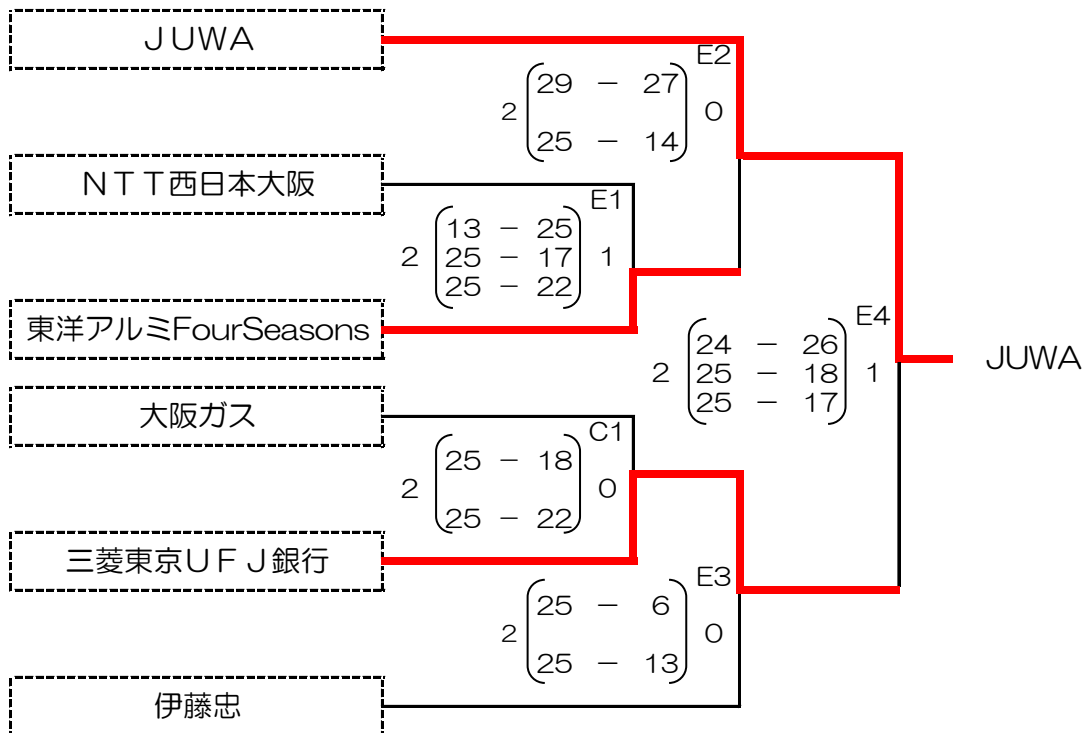 JUWA
E2
29 － 27
2 0
25 － 14
NTT西日本大阪
E1
13 － 25
2 25 － 17 1
25 － 22
東洋アルミFourSeasons
E4
24 － 26
2 25 － 18 1
25 － 17
JUWA
大阪ガス
C1
25 － 18
2 0
25 － 22
三菱東京UFJ銀行
E3
25 － 6
2 0
25 － 13
伊藤忠